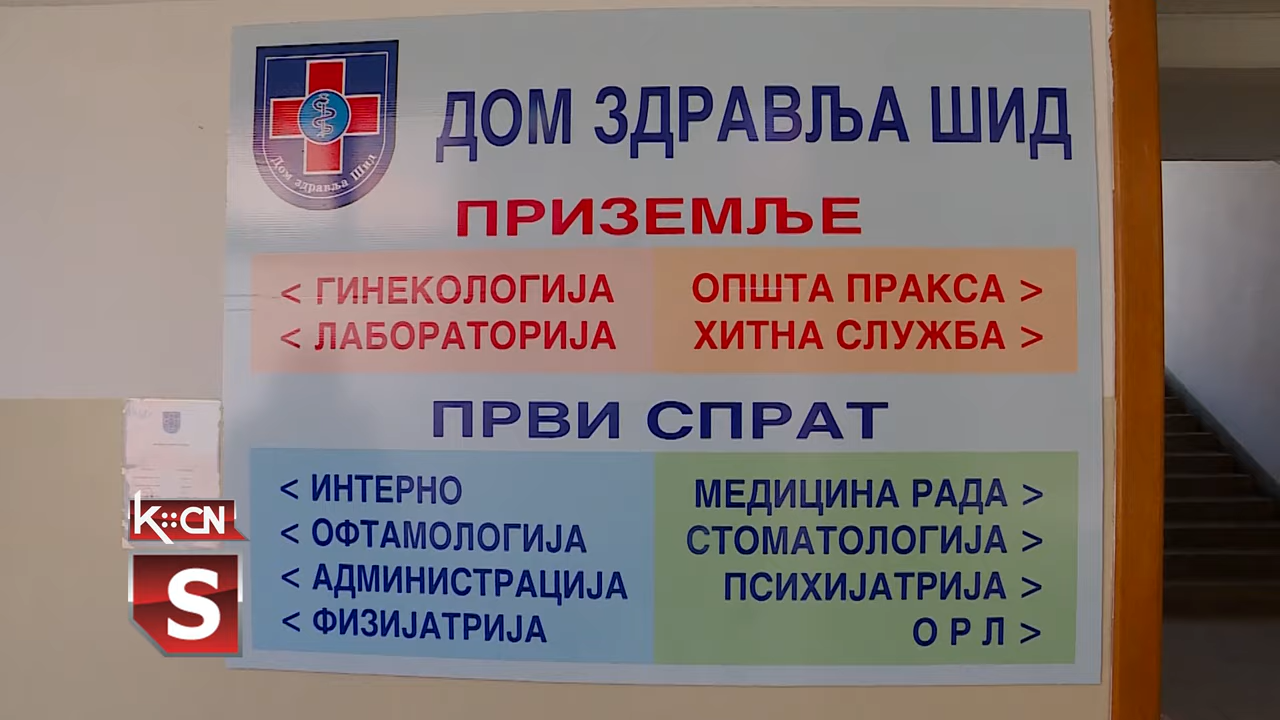 Дом здравља Шид
ДОМ ЗДРАВЉА ШИД
ПРИЗЕМЉЕ
< ГИНЕКОЛОГИЈА ОПШТА ПРАКСА >
< ЛАБОРАТОРИЈА ХИТНА СЛУЖБА >
ПРВИ СПРАТ
< ИНТЕРНО МЕДИЦИНА РАДА >
< ОФТАМОЛОГИЈА СТОМАТОЛОГИЈА >
< АДМИНИСТРАЦИЈА ПСИХИЈАТРИЈА >
< ФИЗИЈАТРИЈА О Р Л >
K::CN
S